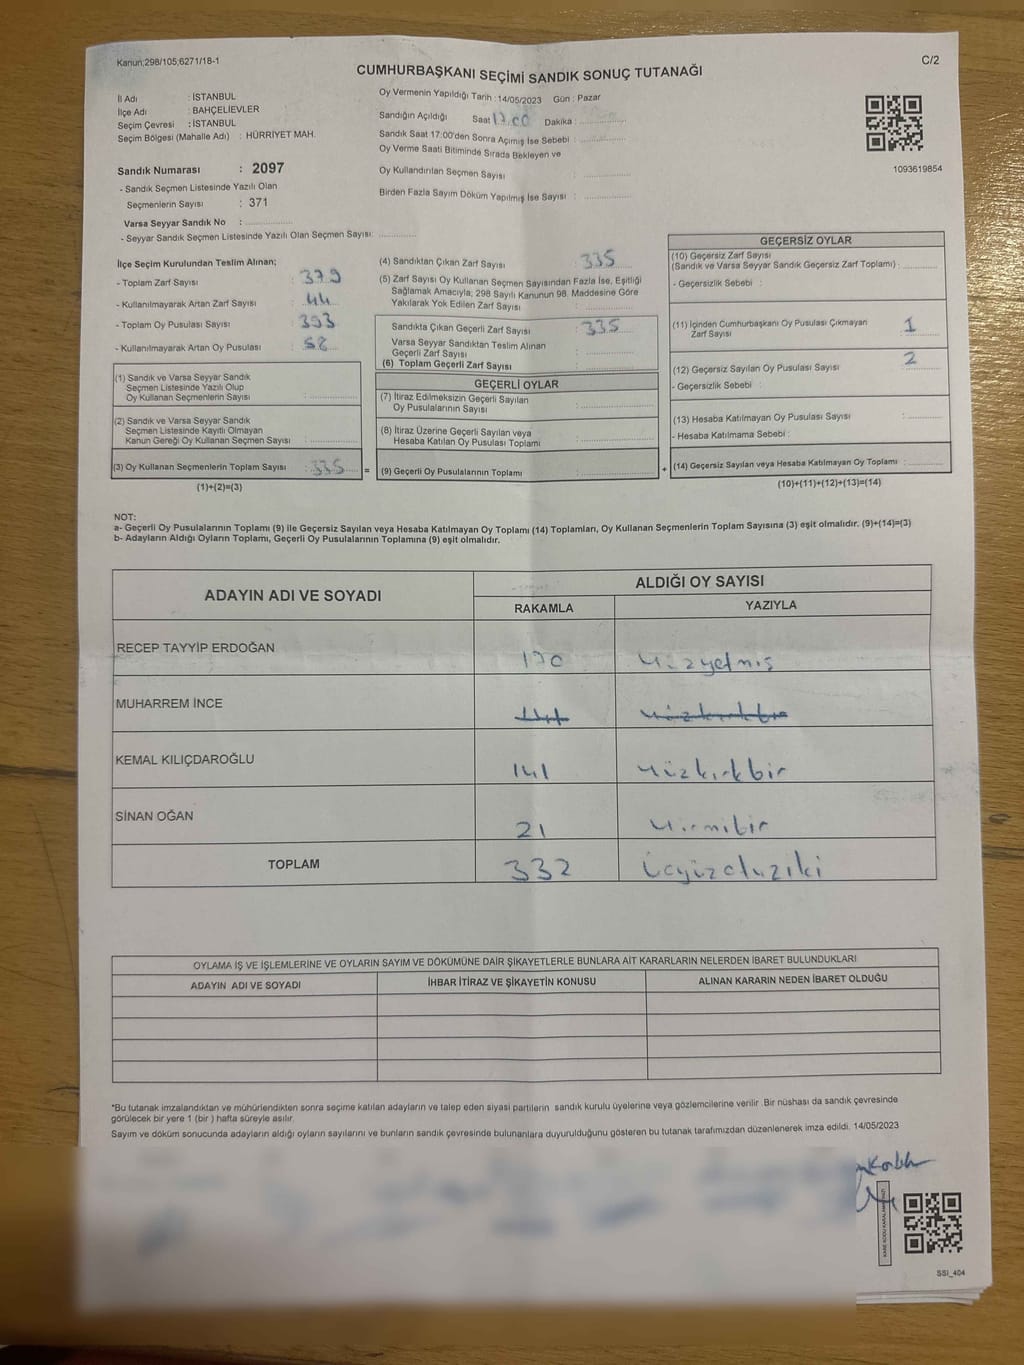 Kanun;298/105;6271/18-1
C/2
CUMHURBAŞKANI SEÇİMİ SANDIK SONUÇ TUTANAĞI
İl Adı : İSTANBUL
İlçe Adı : BAHÇELİEVLER
Seçim Çevresi : İSTANBUL
Seçim Bölgesi (Mahalle Adı) : HÜRRİYET MAH.
Sandık Numarası : 2097
- Sandık Seçmen Listesinde Yazılı Olan
Seçmenlerin Sayısı : 371
Varsa Seyyar Sandık No :
- Seyyar Sandık Seçmen Listesinde Yazılı Olan Seçmen Sayısı:
Oy Vermenin Yapıldığı Tarih : 14/05/2023 Gün : Pazar
Sandığın Açıldığı Saat 17.00 Dakika :
Sandık Saat 17:00'den Sonra Açımış İse Sebebi :
Oy Verme Saati Bitiminde Sırada Bekleyen ve
Oy Kullandırılan Seçmen Sayısı :
Birden Fazla Sayım Döküm Yapılmış İse Sayısı :
1093619854
İlçe Seçim Kurulundan Teslim Alınan;
- Toplam Zarf Sayısı : 379
- Kullanılmayarak Artan Zarf Sayısı : 44
- Toplam Oy Pusulası Sayısı : 393
- Kullanılmayarak Artan Oy Pusulası : 58
(1) Sandık ve Varsa Seyyar Sandık
Seçmen Listesinde Yazılı Olup
Oy Kullanan Seçmenlerin Sayısı :
(2) Sandık ve Varsa Seyyar Sandık
Seçmen Listesinde Kayıtlı Olmayan
Kanun Gereği Oy Kullanan Seçmen Sayısı :
(3) Oy Kullanan Seçmenlerin Toplam Sayısı : 335 =
(1)+(2)=(3)
(4) Sandıktan Çıkan Zarf Sayısı : 335
(5) Zarf Sayısı Oy Kullanan Seçmen Sayısından Fazla İse, Eşitliği
Sağlamak Amacıyla; 298 Sayılı Kanunun 98. Maddesine Göre
Yakılarak Yok Edilen Zarf Sayısı :
Sandıkta Çıkan Geçerli Zarf Sayısı : 335
Varsa Seyyar Sandıktan Teslim Alınan
Geçerli Zarf Sayısı :
(6) Toplam Geçerli Zarf Sayısı :
GEÇERLİ OYLAR
(7) İtiraz Edilmeksizin Geçerli Sayılan
Oy Pusulalarının Sayısı :
(8) İtiraz Üzerine Geçerli Sayılan veya
Hesaba Katılan Oy Pusulası Toplamı :
(9) Geçerli Oy Pusulalarının Toplamı : +
GEÇERSİZ OYLAR
(10) Geçersiz Zarf Sayısı
(Sandık ve Varsa Seyyar Sandık Geçersiz Zarf Toplamı) :
- Geçersizlik Sebebi :
(11) İçinden Cumhurbaşkanı Oy Pusulası Çıkmayan
Zarf Sayısı : 1
(12) Geçersiz Sayılan Oy Pusulası Sayısı : 2
- Geçersizlik Sebebi :
(13) Hesaba Katılmayan Oy Pusulası Sayısı :
- Hesaba Katılmama Sebebi :
(14) Geçersiz Sayılan veya Hesaba Katılmayan Oy Toplamı :
(10)+(11)+(12)+(13)=(14)
NOT:
a- Geçerli Oy Pusulalarının Toplamı (9) ile Geçersiz Sayılan veya Hesaba Katılmayan Oy Toplamı (14) Toplamları, Oy Kullanan Seçmenlerin Toplam Sayısına (3) eşit olmalıdır. (9)+(14)=(3)
b- Adayların Aldığı Oyların Toplamı, Geçerli Oy Pusulalarının Toplamına (9) eşit olmalıdır.
ADAYIN ADI VE SOYADI
ALDIĞI OY SAYISI
RAKAMLA YAZIYLA
RECEP TAYYİP ERDOĞAN 170 Yüzyetmiş
MUHARREM İNCE 141 Yüzkırkbir
KEMAL KILIÇDAROĞLU 141 Yüzkırkbir
SİNAN OĞAN 21 Yirmibir
TOPLAM 332 Üçyüzotuziki
OYLAMA İŞ VE İŞLEMLERİNE VE OYLARIN SAYIM VE DÖKÜMÜNE DAİR ŞİKAYETLERLE BUNLARA AİT KARARLARIN NELERDEN İBARET BULUNDUKLARI
ADAYIN ADI VE SOYADI İHBAR İTİRAZ VE ŞİKAYETİN KONUSU ALINAN KARARIN NEDEN İBARET OLDUĞU
*Bu tutanak imzalandıktan ve mühürlendikten sonra seçime katılan adayların ve talep eden siyasi partilerin sandık kurulu üyelerine veya gözlemcilerine verilir. Bir nüshası da sandık çevresinde
görülecek bir yere 1 (bir) hafta süreyle asılır.
Sayım ve döküm sonucunda adayların aldığı oyların sayılarını ve bunların sandık çevresinde bulunanlara duyurulduğunu gösteren bu tutanak tarafımızdan düzenlenerek imza edildi. 14/05/2023
SSI_404